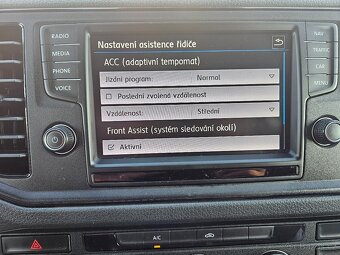 RADIO
MEDIA
PHONE
VOICE
Nastavení asistence řidiče
ACC (adaptivní tempomat)
Jízdní program: Normal
Poslední zvolená vzdálenost
Vzdálenost: Střední
Front Assist (systém sledování okolí)
Aktivní
NAV
TRAFFIC
CAR
MENU
A/C